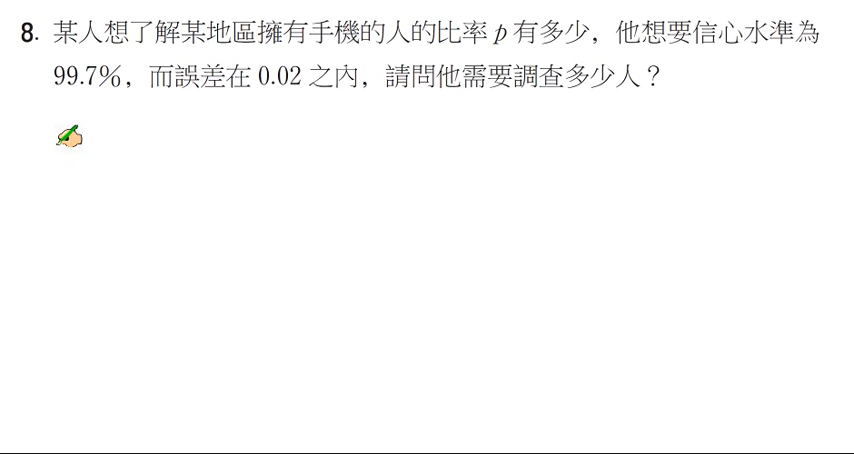 8. 某人想了解某地區擁有手機的人的比率 p 有多少，他想要信心水準為
99.7%，而誤差在 0.02 之內，請問他需要調查多少人？